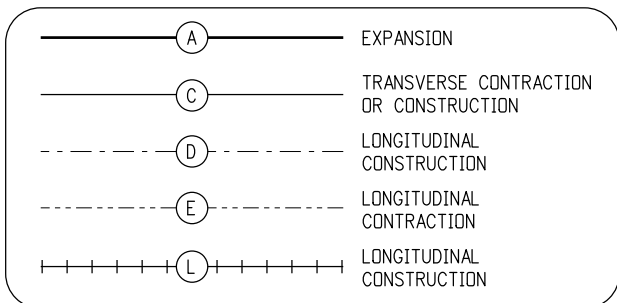 A EXPANSION
C TRANSVERSE CONTRACTION
OR CONSTRUCTION
D LONGITUDINAL
CONSTRUCTION
E LONGITUDINAL
CONTRACTION
L LONGITUDINAL
CONSTRUCTION